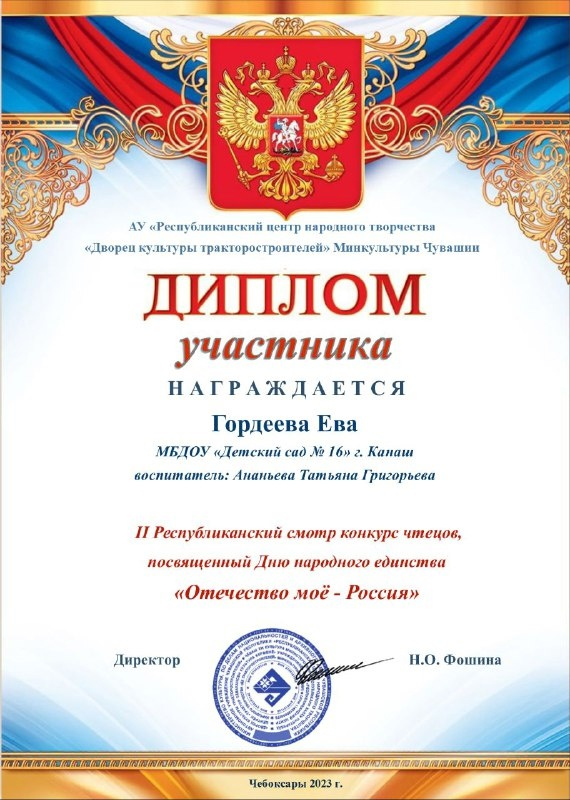 АУ «Республиканский центр народного творчества
«Дворец культуры тракторостроителей» Минкультуры Чувашии
ДИПЛОМ
участника
НАГРАЖДАЕТСЯ
Гордеева Ева
МБДОУ «Детский сад № 16» г. Канаш
воспитатель: Ананьева Татьяна Григорьева
II Республиканский смотр конкурс чтецов,
посвященный Дню народного единства
«Отечество моё - Россия»
Директор
Н.О. Фошина
Чебоксары 2023 г.